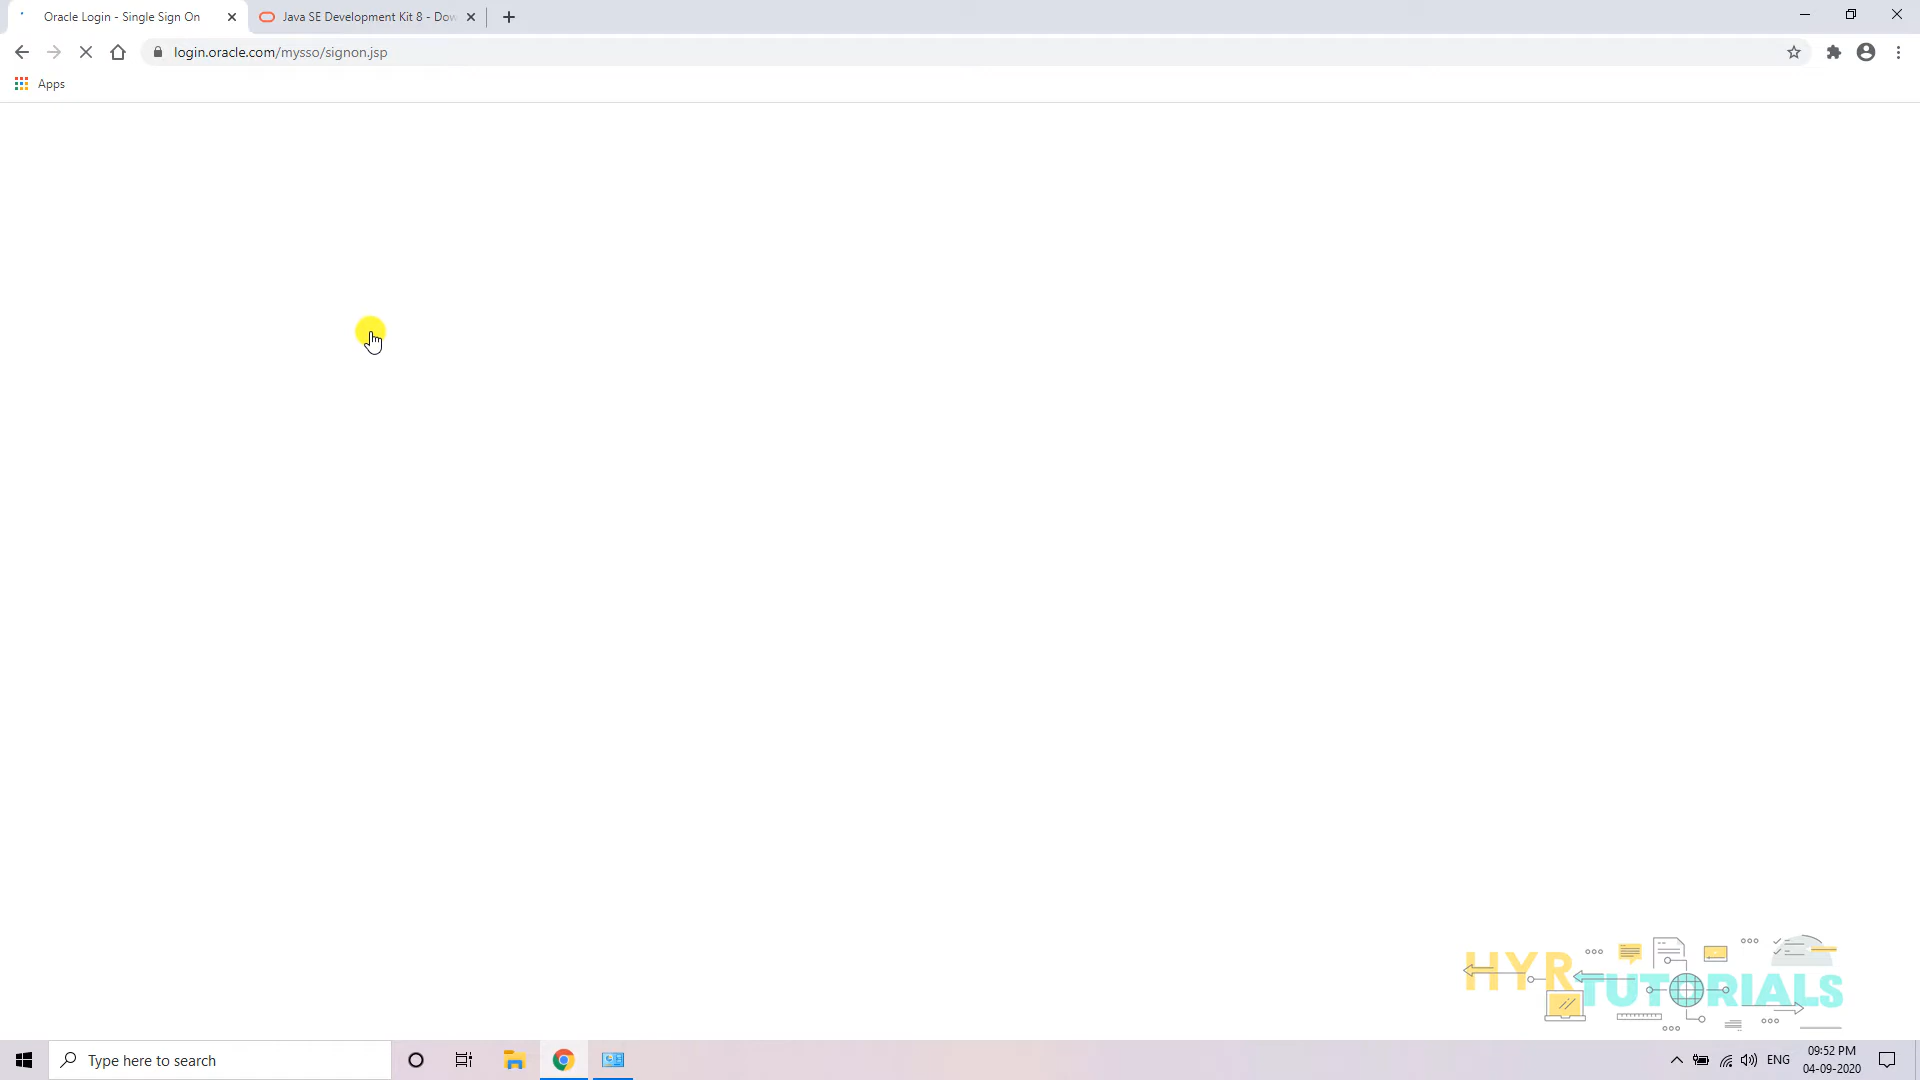 Oracle Login - Single Sign On
Java SE Development Kit 8 - Dow
login.oracle.com/mysso/signon.jsp
Apps
HYR TUTORIALS
Type here to search
ENG
09:52 PM
04-09-2020